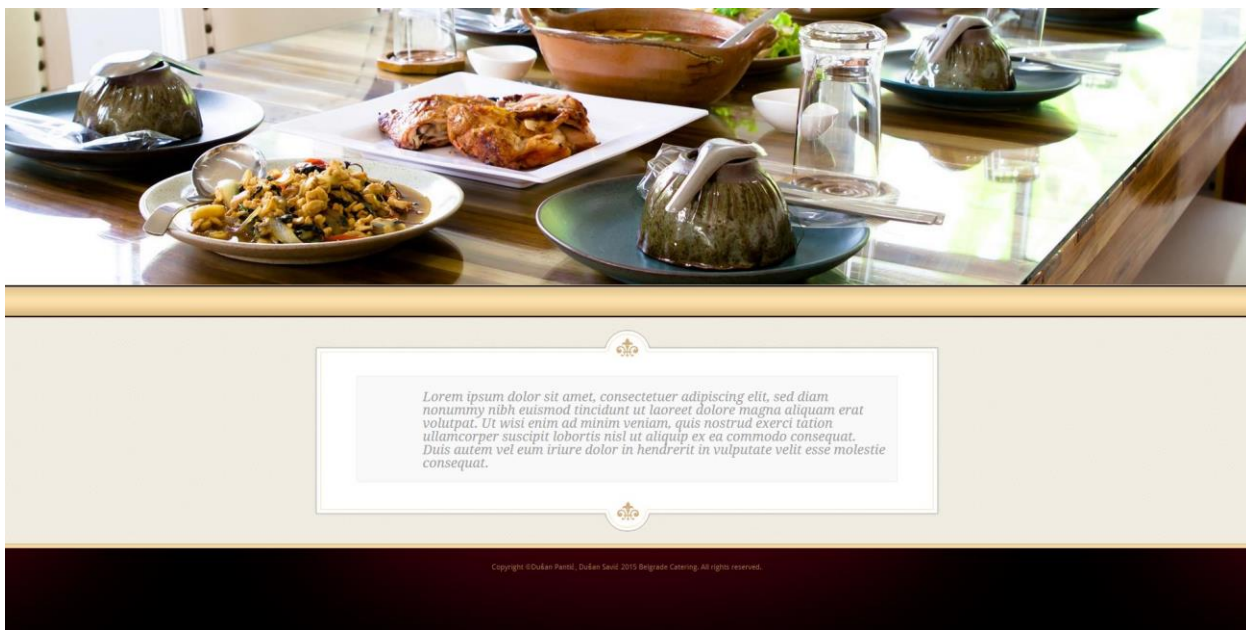 Lorem ipsum dolor sit amet, consectetuer adipiscing elit, sed diam
nonummy nibh euismod tincidunt ut laoreet dolore magna aliquam erat
volutpat. Ut wisi enim ad minim veniam, quis nostrud exerci tation
ullamcorper suscipit lobortis nisl ut aliquip ex ea commodo consequat.
Duis autem vel eum iriure dolor in hendrerit in vulputate velit esse molestie
consequat.
Copyright ©Dušan Pantić, Dušan Savić 2015 Belgrade Catering. All rights reserved.